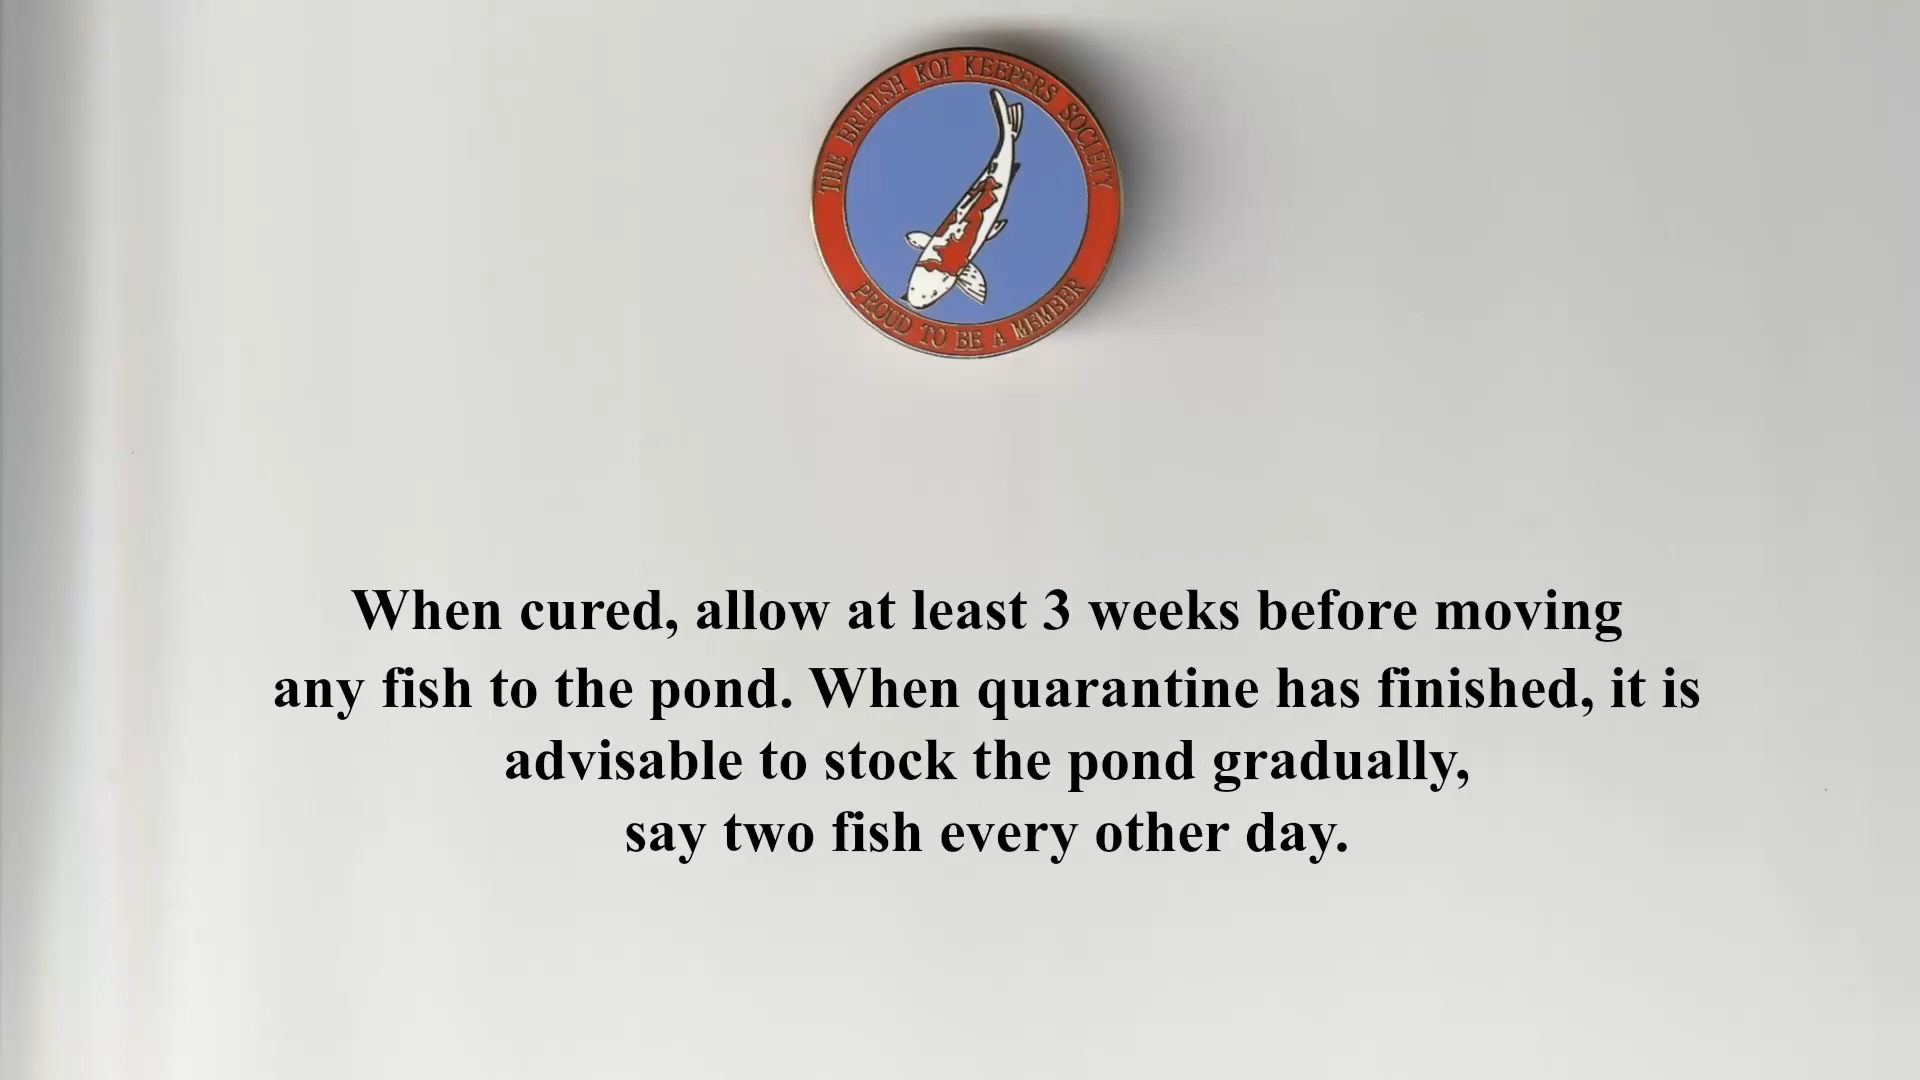 THE BRITISH KOI KEEPERS SOCIETY
PROUD TO BE A MEMBER
When cured, allow at least 3 weeks before moving
any fish to the pond. When quarantine has finished, it is
advisable to stock the pond gradually,
say two fish every other day.